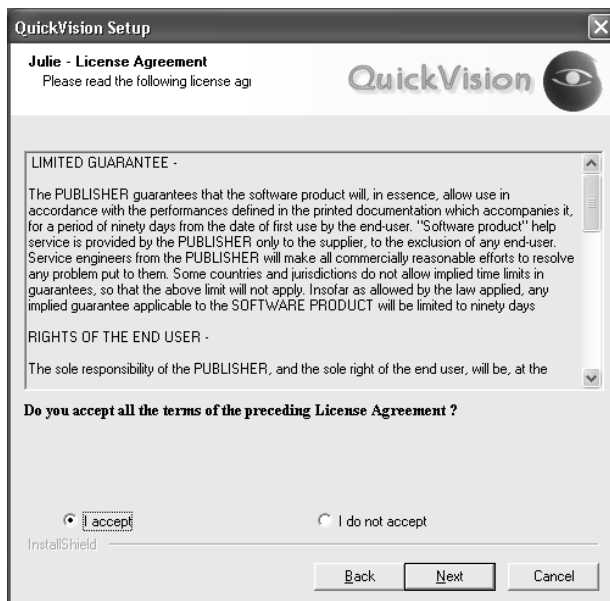 QuickVision Setup
Julie - License Agreement
Please read the following license agr
QuickVision
LIMITED GUARANTEE -
The PUBLISHER guarantees that the software product will, in essence, allow use in
accordance with the performances defined in the printed documentation which accompanies it,
for a period of ninety days from the date of first use by the end-user. "Software product" help
service is provided by the PUBLISHER only to the supplier, to the exclusion of any end-user.
Service engineers from the PUBLISHER will make all commercially reasonable efforts to resolve
any problem put to them. Some countries and jurisdictions do not allow implied time limits in
guarantees, so that the above limit will not apply. Insofar as allowed by the law applied, any
implied guarantee applicable to the SOFTWARE PRODUCT will be limited to ninety days
RIGHTS OF THE END USER -
The sole responsibility of the PUBLISHER, and the sole right of the end user, will be, at the
Do you accept all the terms of the preceding License Agreement ?
I accept
I do not accept
InstallShield
Back
Next
Cancel